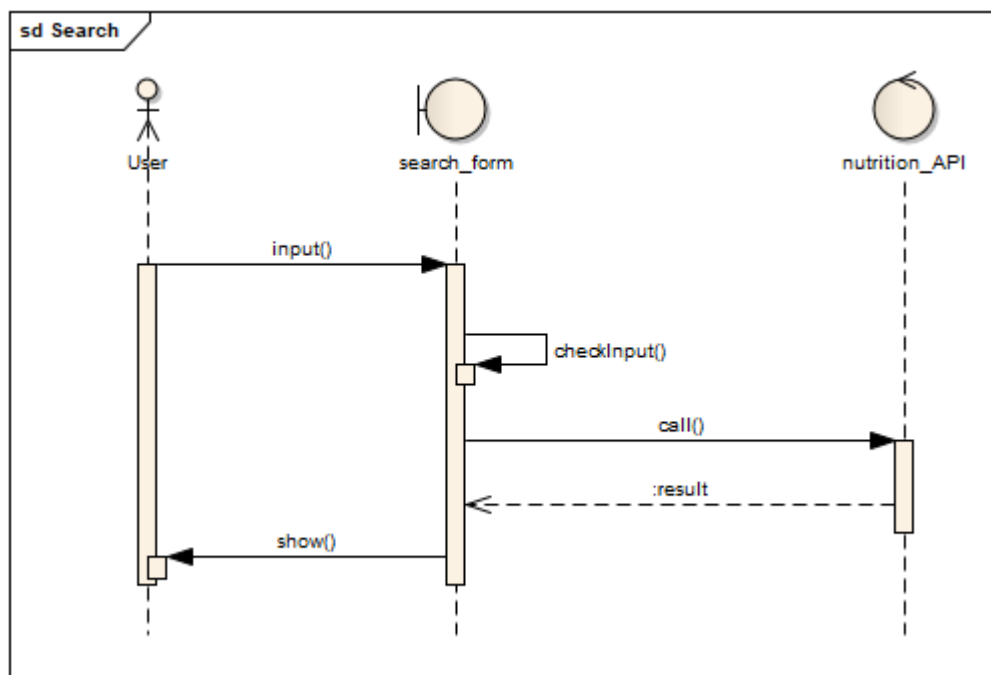 sd Search
User
search_form
nutrition_API
input()
checkInput()
call()
:result
show()